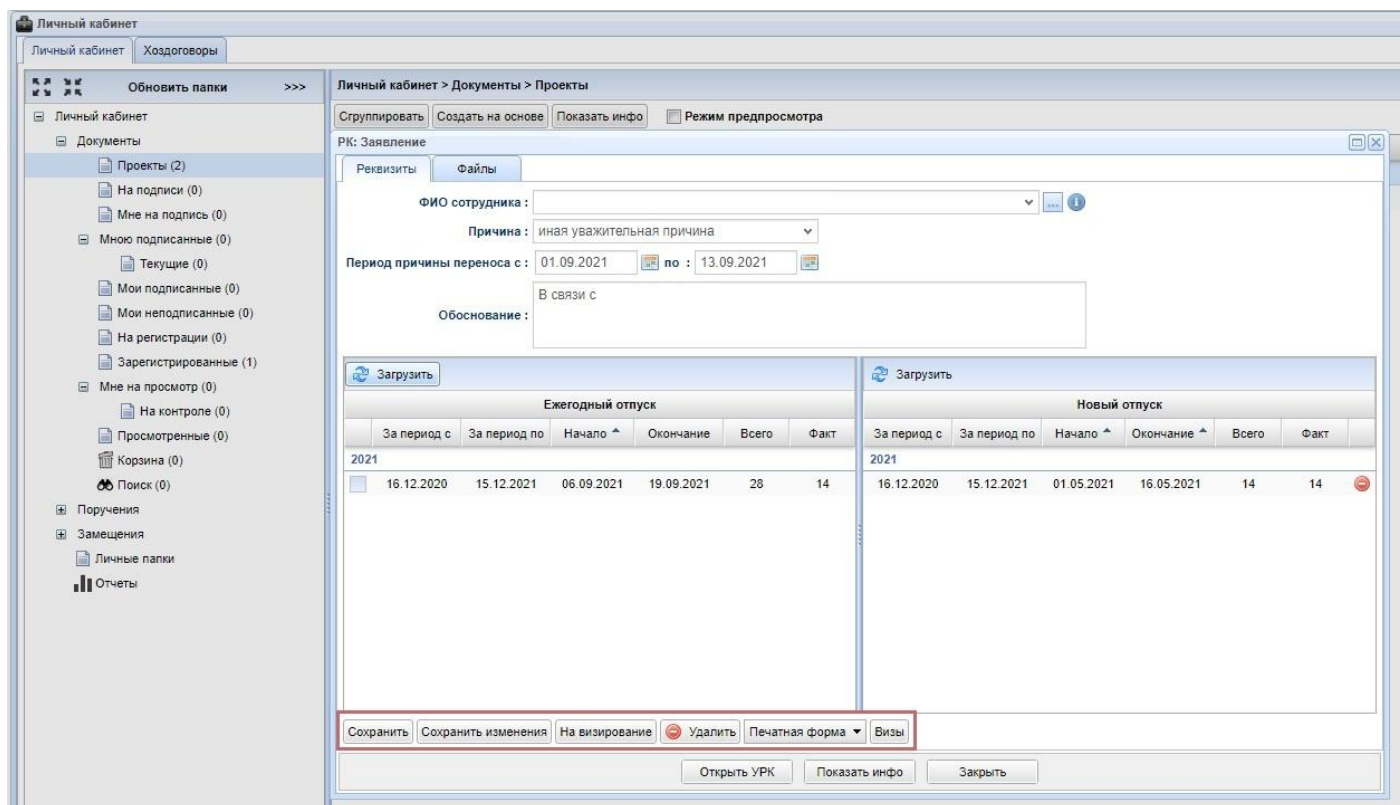 Личный кабинет
Личный кабинет Хоздоговоры
Обновить папки >>>
Личный кабинет
Документы
Проекты (2)
На подписи (0)
Мне на подпись (0)
Мною подписанные (0)
Текущие (0)
Мои подписанные (0)
Мои неподписанные (0)
На регистрации (0)
Зарегистрированные (1)
Мне на просмотр (0)
На контроле (0)
Просмотренные (0)
Корзина (0)
Поиск (0)
Поручения
Замещения
Личные папки
Отчеты
Личный кабинет > Документы > Проекты
Сгруппировать Создать на основе Показать инфо Режим предпросмотра
РК: Заявление
Реквизиты Файлы
ФИО сотрудника : ...
Причина : иная уважительная причина
Период причины переноса с : 01.09.2021 по : 13.09.2021
Обоснование : В связи с
Загрузить Загрузить
Ежегодный отпуск Новый отпуск
За период с За период по Начало Окончание Всего Факт За период с За период по Начало Окончание Всего Факт
2021 2021
16.12.2020 15.12.2021 06.09.2021 19.09.2021 28 14 16.12.2020 15.12.2021 01.05.2021 16.05.2021 14 14
Сохранить Сохранить изменения На визирование Удалить Печатная форма Визы
Открыть УРК Показать инфо Закрыть